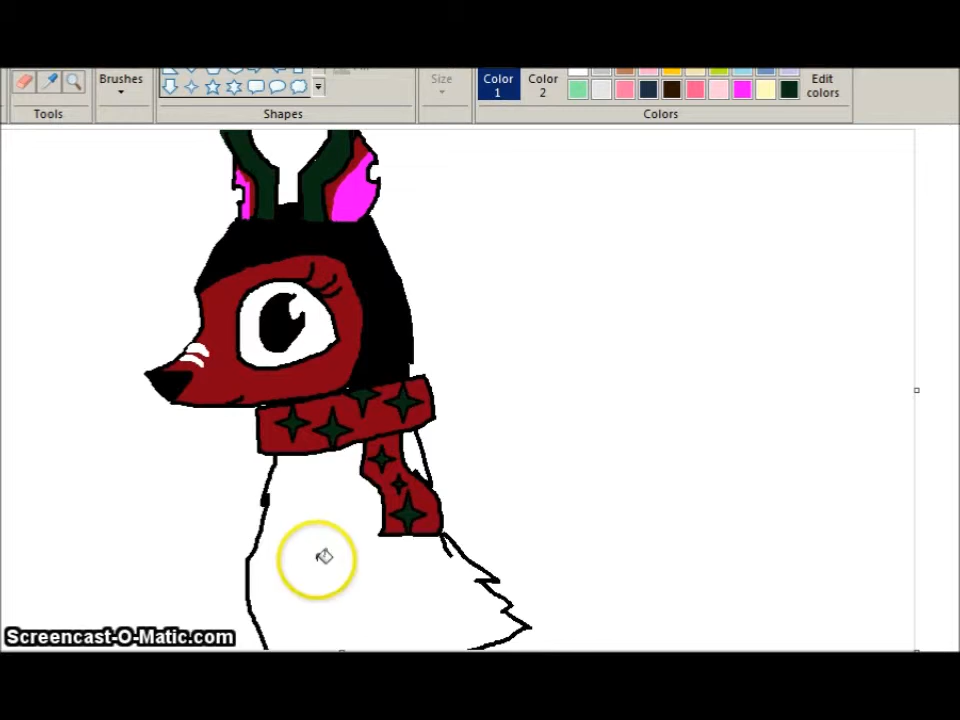 Brushes
Size
Color 1
Color 2
Edit colors
Tools
Shapes
Colors
Screencast-O-Matic.com